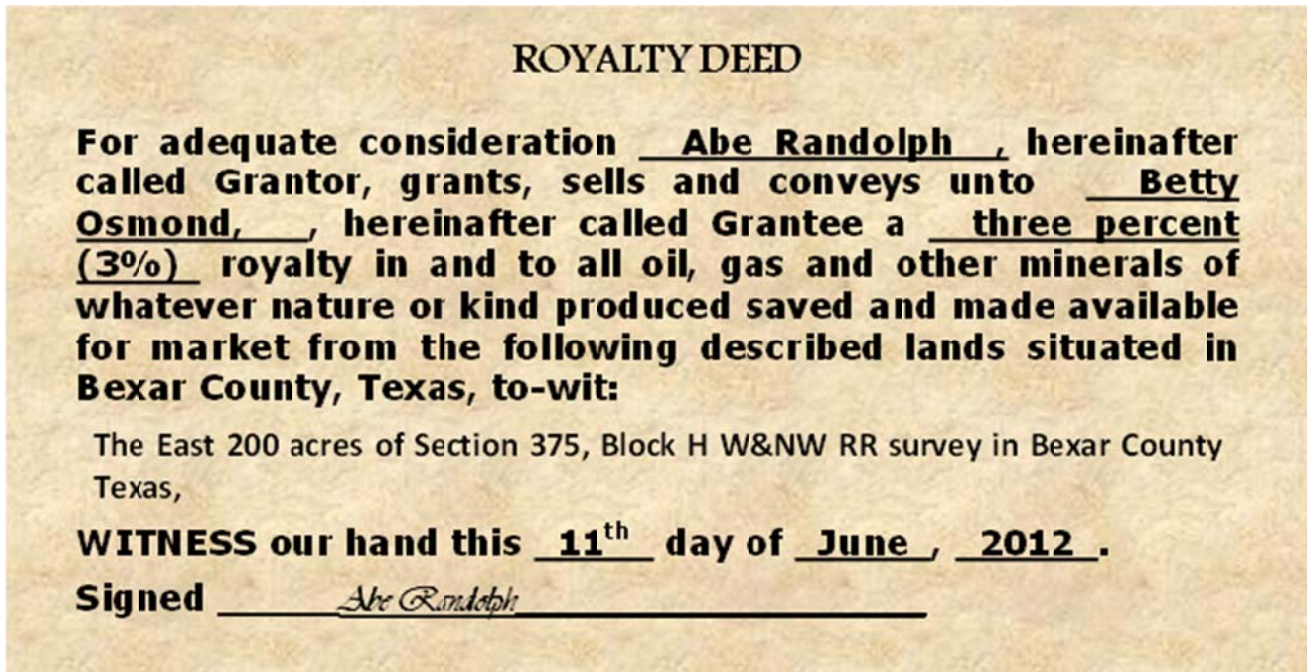 ROYALTY DEED
For adequate consideration Abe Randolph , hereinafter
called Grantor, grants, sells and conveys unto Betty
Osmond, , hereinafter called Grantee a three percent
(3%) royalty in and to all oil, gas and other minerals of
whatever nature or kind produced saved and made available
for market from the following described lands situated in
Bexar County, Texas, to-wit:
The East 200 acres of Section 375, Block H W&NW RR survey in Bexar County
Texas,
WITNESS our hand this 11th day of June , 2012 .
Signed Abe Randolph